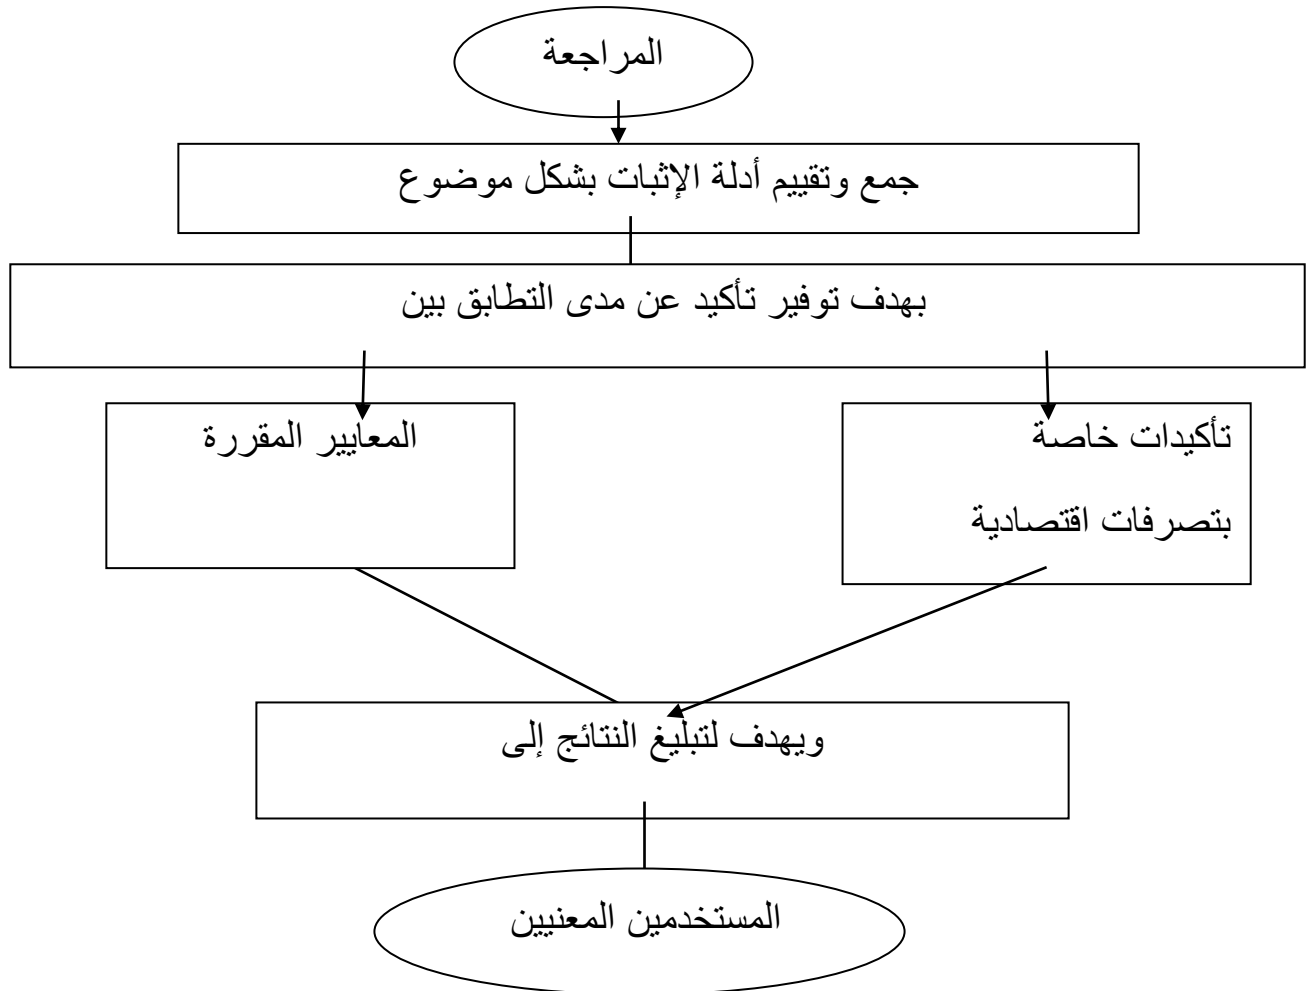 المراجعة
جمع وتقييم أدلة الإثبات بشكل موضوع
بهدف توفير تأكيد عن مدى التطابق بين
تأكيدات خاصة
بتصرفات اقتصادية
المعايير المقررة
ويهدف لتبليغ النتائج إلى
المستخدمين المعنيين